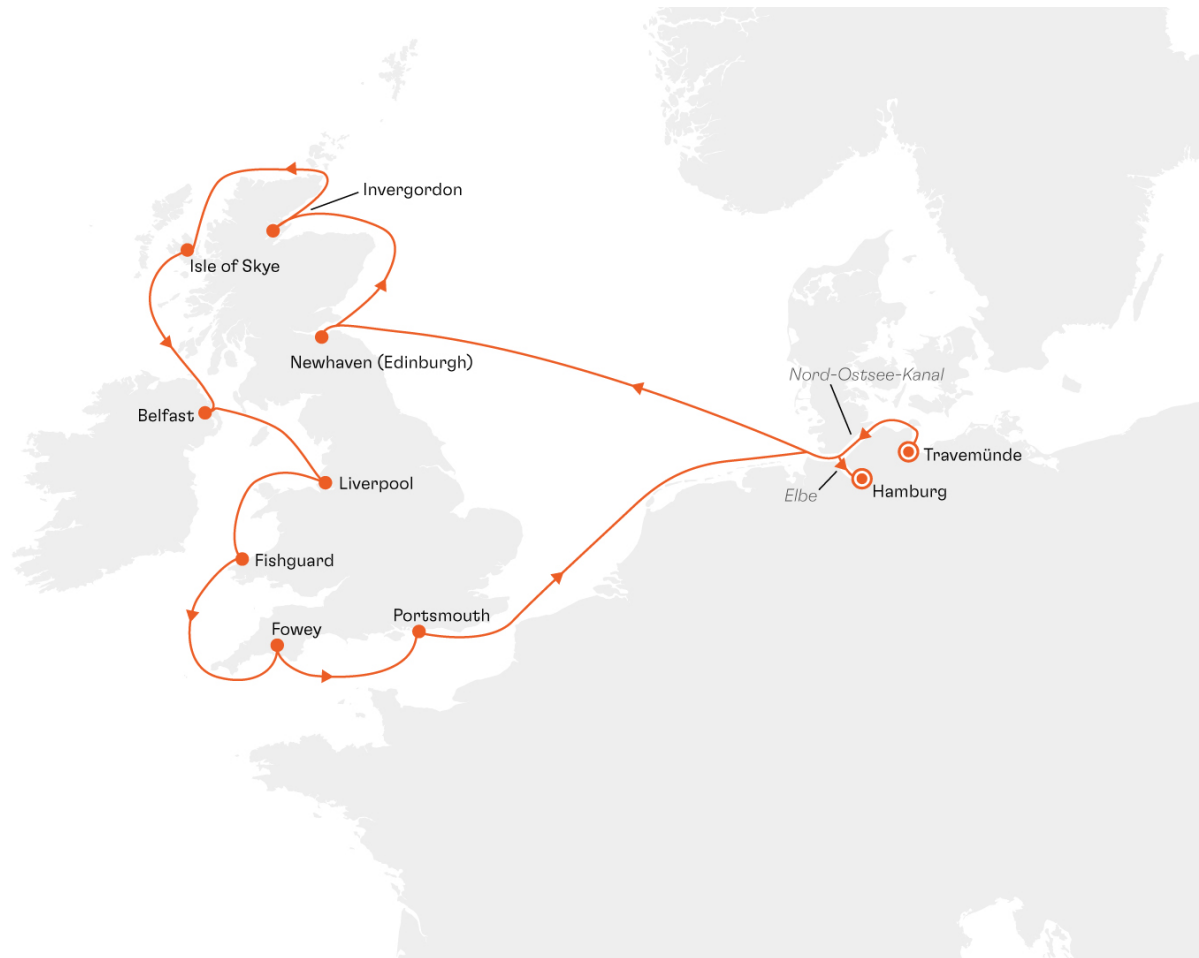 Invergordon
Isle of Skye
Newhaven (Edinburgh)
Nord-Ostsee-Kanal
Belfast
Travemünde
Liverpool
Elbe
Hamburg
Fishguard
Portsmouth
Fowey